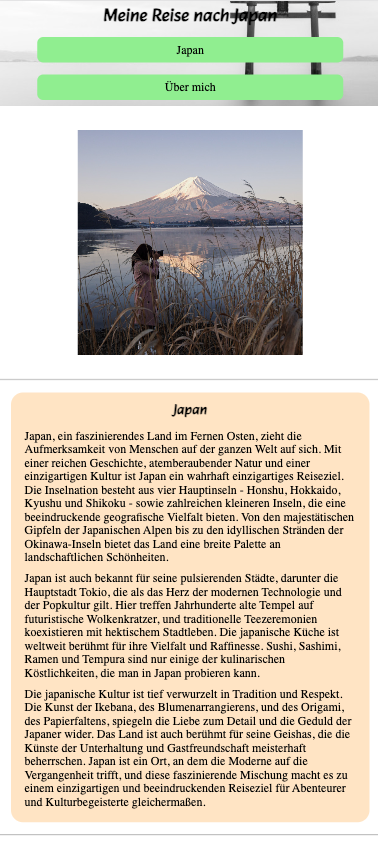 Meine Reise nach Japan
Japan
Über mich
Japan
Japan, ein faszinierendes Land im Fernen Osten, zieht die
Aufmerksamkeit von Menschen auf der ganzen Welt auf sich. Mit
einer reichen Geschichte, atemberaubender Natur und einer
einzigartigen Kultur ist Japan ein wahrhaft einzigartiges Reiseziel.
Die Inselnation besteht aus vier Hauptinseln - Honshu, Hokkaido,
Kyushu und Shikoku - sowie zahlreichen kleineren Inseln, die eine
beeindruckende geografische Vielfalt bieten. Von den majestätischen
Gipfeln der Japanischen Alpen bis zu den idyllischen Stränden der
Okinawa-Inseln bietet das Land eine breite Palette an
landschaftlichen Schönheiten.
Japan ist auch bekannt für seine pulsierenden Städte, darunter die
Hauptstadt Tokio, die als das Herz der modernen Technologie und
der Popkultur gilt. Hier treffen Jahrhunderte alte Tempel auf
futuristische Wolkenkratzer, und traditionelle Teezeremonien
koexistieren mit hektischem Stadtleben. Die japanische Küche ist
weltweit berühmt für ihre Vielfalt und Raffinesse. Sushi, Sashimi,
Ramen und Tempura sind nur einige der kulinarischen
Köstlichkeiten, die man in Japan probieren kann.
Die japanische Kultur ist tief verwurzelt in Tradition und Respekt.
Die Kunst der Ikebana, des Blumenarrangierens, und des Origami,
des Papierfaltens, spiegeln die Liebe zum Detail und die Geduld der
Japaner wider. Das Land ist auch berühmt für seine Geishas, die die
Künste der Unterhaltung und Gastfreundschaft meisterhaft
beherrschen. Japan ist ein Ort, an dem die Moderne auf die
Vergangenheit trifft, und diese faszinierende Mischung macht es zu
einem einzigartigen und beeindruckenden Reiseziel für Abenteurer
und Kulturbegeisterte gleichermaßen.